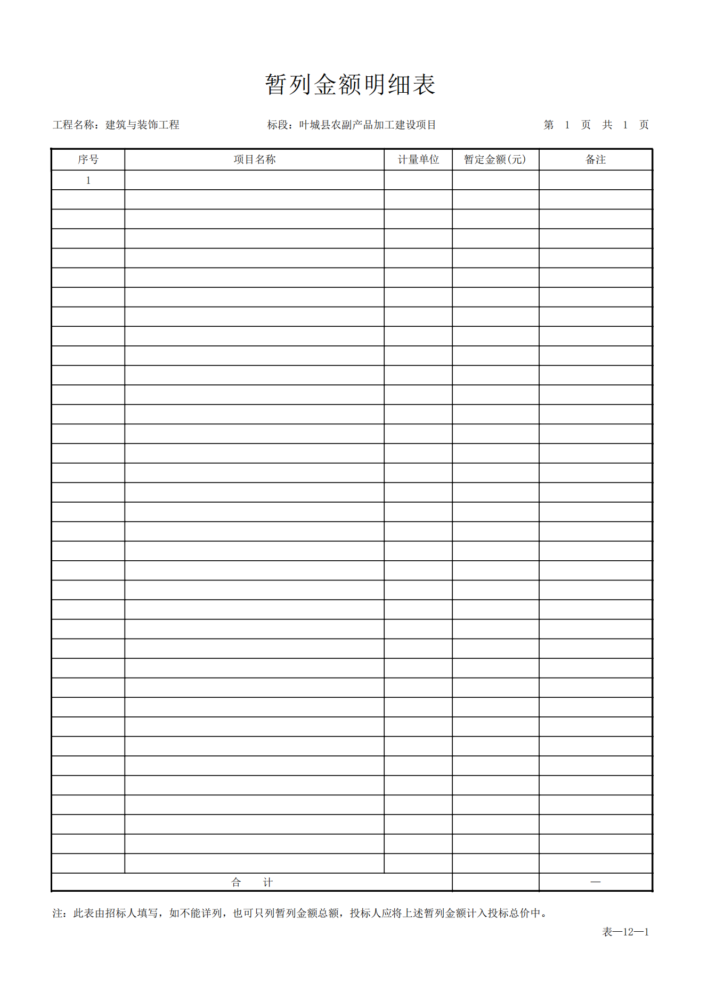 暂列金额明细表
工程名称：建筑与装饰工程 标段：叶城县农副产品加工建设项目 第 1 页 共 1 页
序号 项目名称 计量单位 暂定金额(元) 备注
1
合 计 —
注：此表由招标人填写，如不能详列，也可只列暂列金额总额，投标人应将上述暂列金额计入投标总价中。
表—12—1